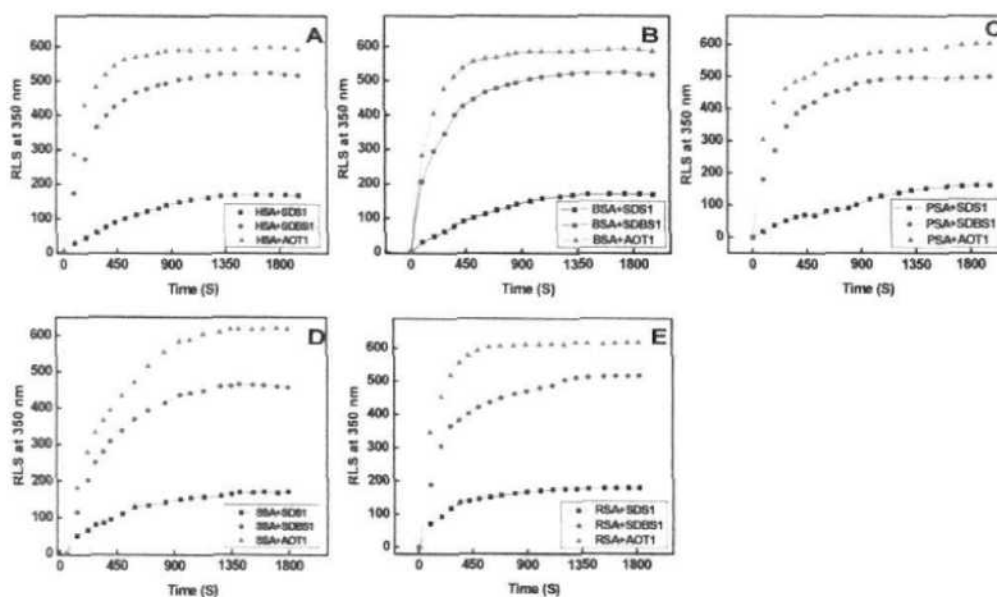 A
RLS at 350 nm
600
500
400
300
200
100
0
HSA+SDS1
HSA+SDBS1
HSA+AOT1
0 450 900 1350 1800
Time (S)
B
RLS at 350 nm
600
500
400
300
200
100
0
BSA+SDS1
BSA+SDBS1
BSA+AOT1
0 450 900 1350 1800
Time (S)
C
RLS at 350 nm
600
500
400
300
200
100
0
PSA+SDS1
PSA+SDBS1
PSA+AOT1
0 450 900 1350 1800
Time (S)
D
RLS at 350 nm
600
500
400
300
200
100
0
SSA+SDS1
SSA+SDBS1
SSA+AOT1
0 450 900 1350 1800
Time (S)
E
RLS at 350 nm
600
500
400
300
200
100
0
RSA+SDS1
RSA+SDBS1
RSA+AOT1
0 450 900 1350 1800
Time (S)